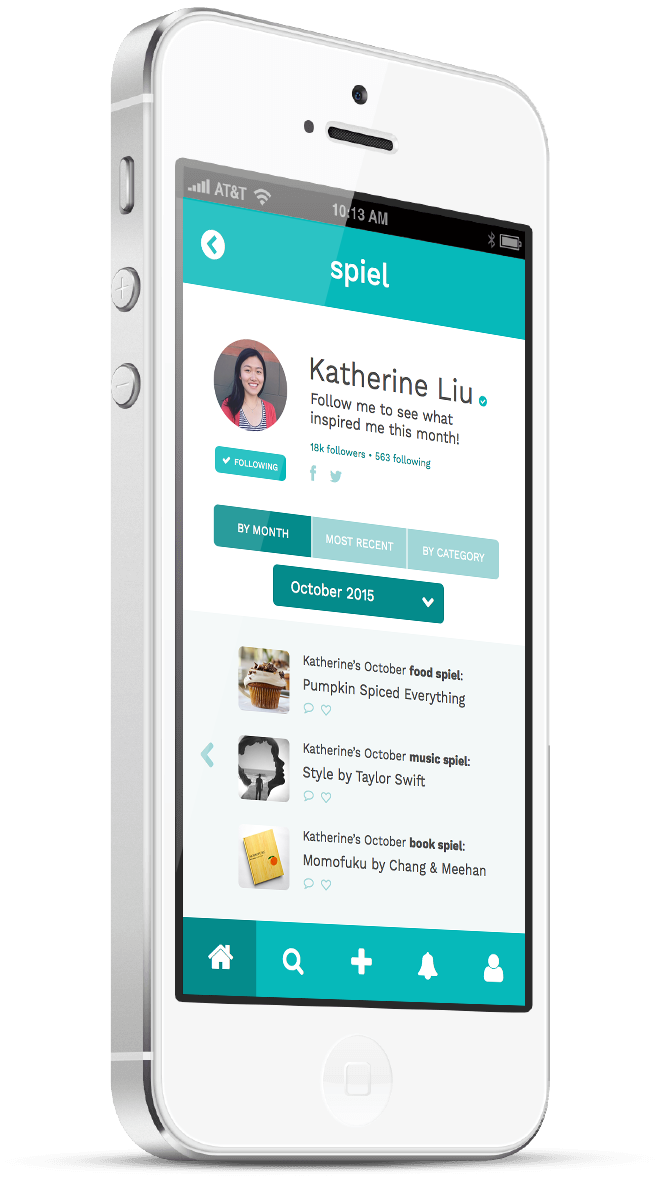 AT&T
10:13 AM
spiel
Katherine Liu
Follow me to see what
inspired me this month!
18k followers • 563 following
FOLLOWING
BY MONTH
MOST RECENT
BY CATEGORY
October 2015
Katherine's October food spiel:
Pumpkin Spiced Everything
Katherine's October music spiel:
Style by Taylor Swift
Katherine's October book spiel:
Momofuku by Chang & Meehan